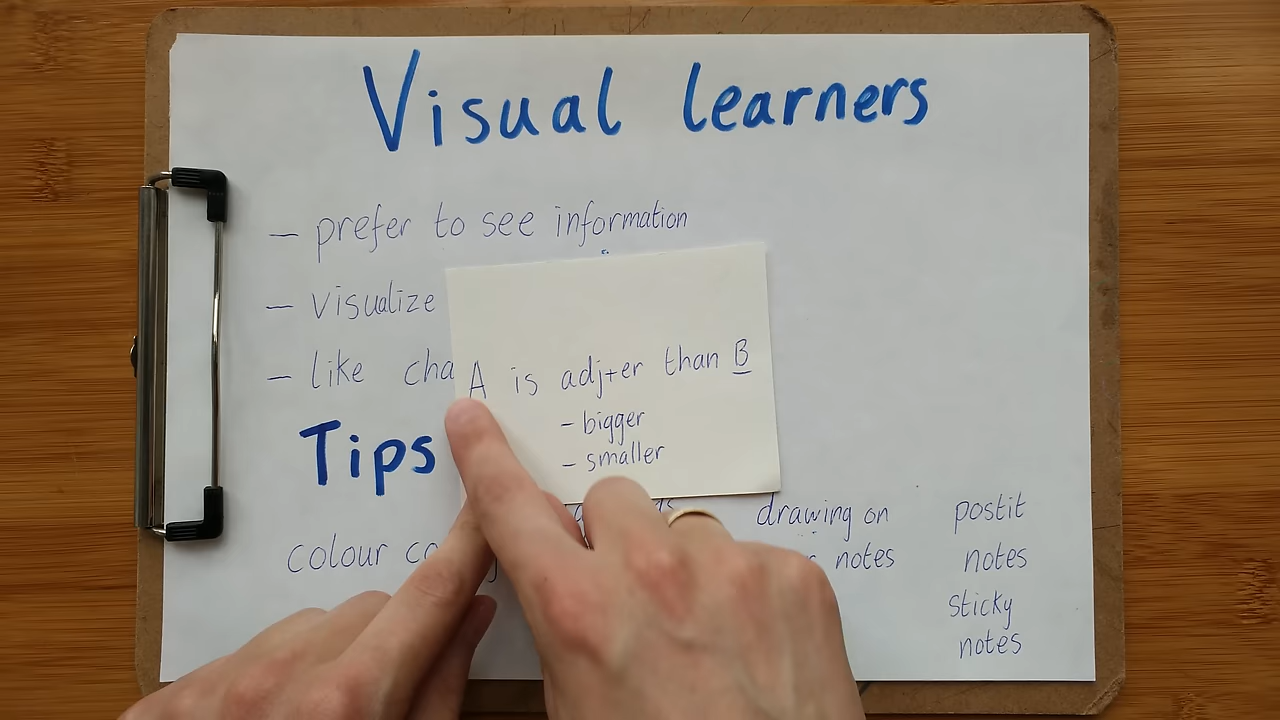 Visual learners
– prefer to see information
– visualize
– like cha
A is adj+er than B
– bigger
– smaller
Tips
colour co
drawing on
notes
postit
notes
sticky
notes